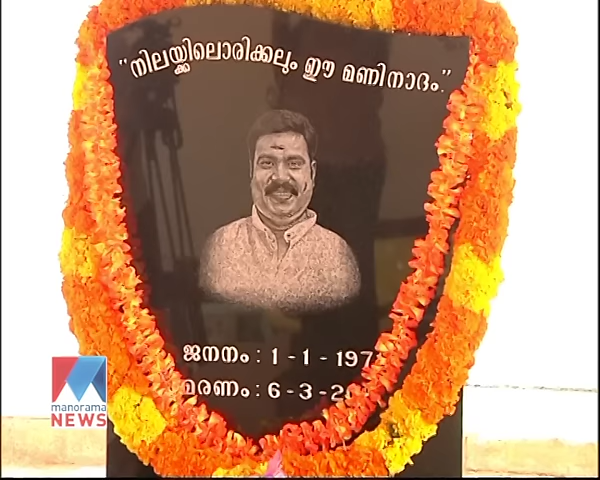 "നിലയ്ക്കിലൊരിക്കലും ഈ മണിനാദം."
ജനനം : 1 - 1 - 197
മരണം : 6 - 3 - 2
manorama
NEWS